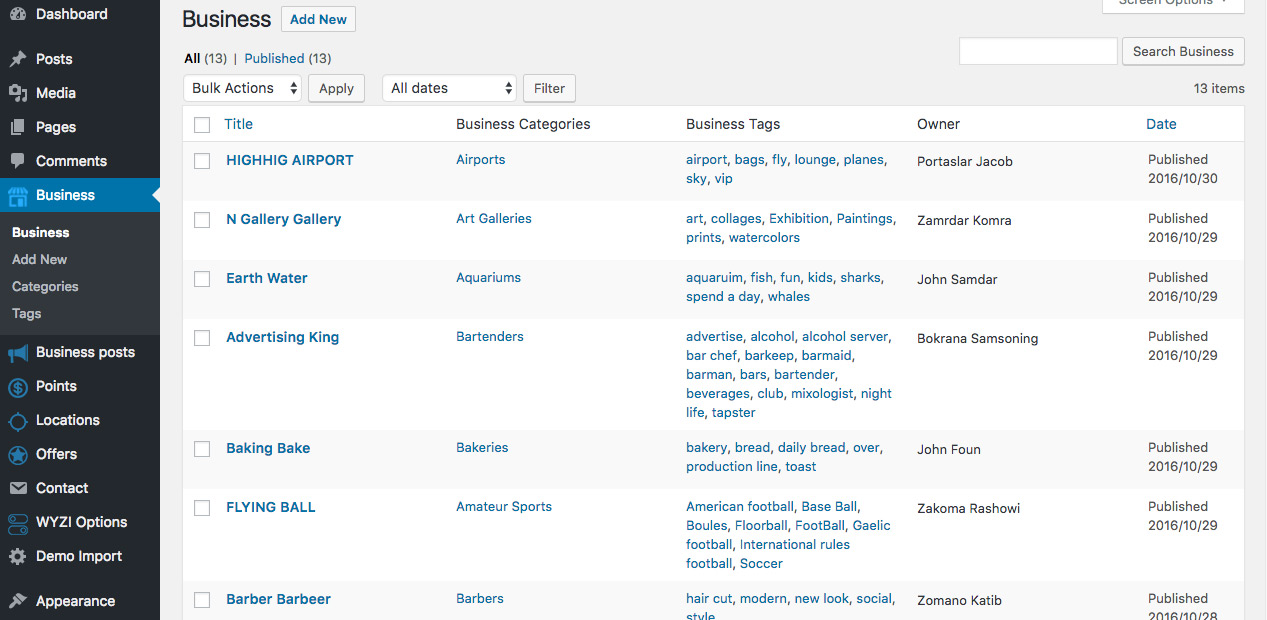 Dashboard
Posts
Media
Pages
Comments
Business
Business
Add New
Categories
Tags
Business posts
Points
Locations
Offers
Contact
WYZI Options
Demo Import
Appearance
Screen Options
Business Add New
All (13) | Published (13)
Search Business
Bulk Actions Apply All dates Filter
13 items
Title Business Categories Business Tags Owner Date
HIGHHIG AIRPORT Airports airport, bags, fly, lounge, planes, Portaslar Jacob Published
sky, vip 2016/10/30
N Gallery Gallery Art Galleries art, collages, Exhibition, Paintings, Zamrdar Komra Published
prints, watercolors 2016/10/29
Earth Water Aquariums aquaruim, fish, fun, kids, sharks, John Samdar Published
spend a day, whales 2016/10/29
Advertising King Bartenders advertise, alcohol, alcohol server, Bokrana Samsoning Published
bar chef, barkeep, barmaid, 2016/10/29
barman, bars, bartender,
beverages, club, mixologist, night
life, tapster
Baking Bake Bakeries bakery, bread, daily bread, over, John Foun Published
production line, toast 2016/10/29
FLYING BALL Amateur Sports American football, Base Ball, Zakoma Rashowi Published
Boules, Floorball, FootBall, Gaelic 2016/10/29
football, International rules
football, Soccer
Barber Barbeer Barbers hair cut, modern, new look, social, Zomano Katib Published
style 2016/10/28